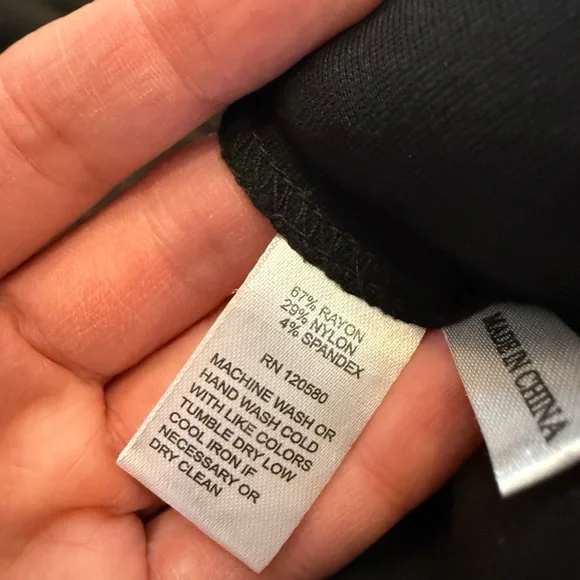 67% RAYON
29% NYLON
4% SPANDEX
RN 120580
MACHINE WASH OR
HAND WASH COLD
WITH LIKE COLORS
TUMBLE DRY LOW
COOL IRON IF
NECESSARY OR
DRY CLEAN
MADE IN CHINA